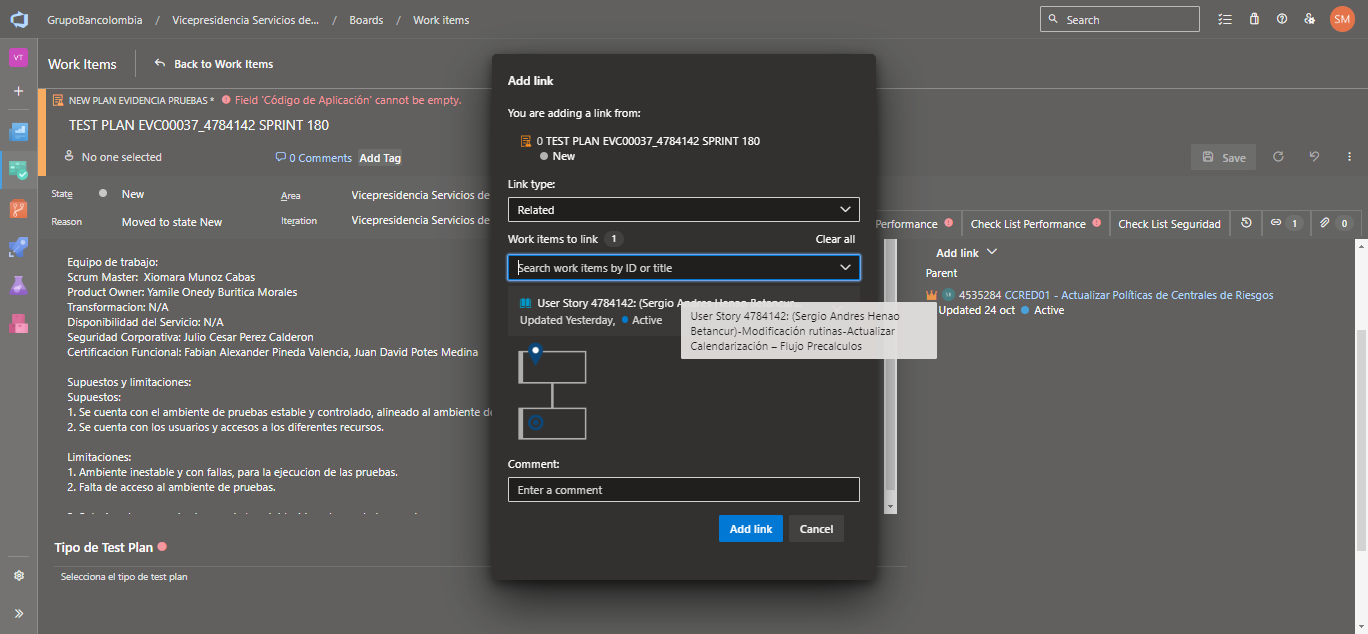 GrupoBancolombia / Vicepresidencia Servicios de... / Boards / Work items
Search
SM
VT
Work Items
Back to Work Items
NEW PLAN EVIDENCIA PRUEBAS * Field 'Código de Aplicación' cannot be empty.
TEST PLAN EVC00037_4784142 SPRINT 180
No one selected
0 Comments
Add Tag
Save
State
New
Area
Vicepresidencia Servicios de
Reason
Moved to state New
Iteration
Vicepresidencia Servicios de
Performance
Check List Performance
Check List Seguridad
1
0
Equipo de trabajo:
Scrum Master: Xiomara Munoz Cabas
Product Owner: Yamile Onedy Buritica Morales
Transformacion: N/A
Disponibilidad del Servicio: N/A
Seguridad Corporativa: Julio Cesar Perez Calderon
Certificacion Funcional: Fabian Alexander Pineda Valencia, Juan David Potes Medina
Supuestos y limitaciones:
Supuestos:
1. Se cuenta con el ambiente de pruebas estable y controlado, alineado al ambiente de
2. Se cuenta con los usuarios y accesos a los diferentes recursos.
Limitaciones:
1. Ambiente inestable y con fallas, para la ejecucion de las pruebas.
2. Falta de acceso al ambiente de pruebas.
Tipo de Test Plan
Selecciona el tipo de test plan
Add link
You are adding a link from:
0 TEST PLAN EVC00037_4784142 SPRINT 180
New
Link type:
Related
Work items to link 1
Clear all
Search work items by ID or title
User Story 4784142: (Sergio Andres Henao Betancur
Updated Yesterday, Active
User Story 4784142: (Sergio Andres Henao
Betancur)-Modificación rutinas-Actualizar
Calendarización – Flujo Precalculos
Comment:
Enter a comment
Add link
Cancel
Add link
Parent
4535284 CCRED01 - Actualizar Políticas de Centrales de Riesgos
Updated 24 oct Active